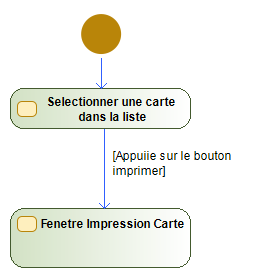 Selectionner une carte
dans la liste
[Appuiie sur le bouton
imprimer]
Fenetre Impression Carte